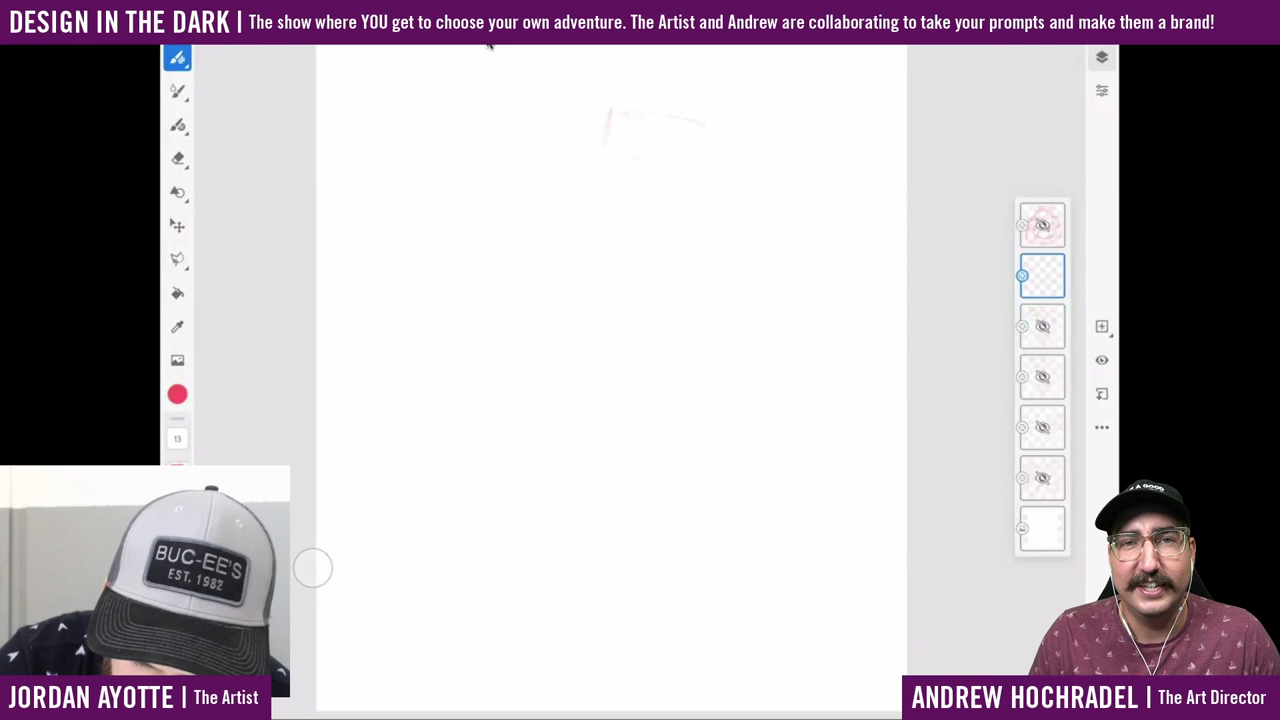 DESIGN IN THE DARK | The show where YOU get to choose your own adventure. The Artist and Andrew are collaborating to take your prompts and make them a brand!
13
BUC-EE'S
EST. 1982
A GOOD
JORDAN AYOTTE | The Artist
ANDREW HOCHRADEL | The Art Director